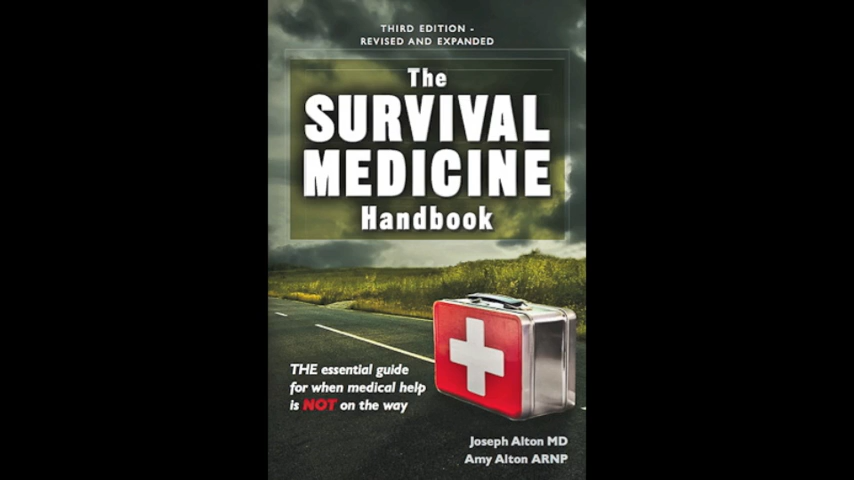 THIRD EDITION -
REVISED AND EXPANDED
The
SURVIVAL
MEDICINE
Handbook
THE essential guide
for when medical help
is NOT on the way
Joseph Alton MD
Amy Alton ARNP